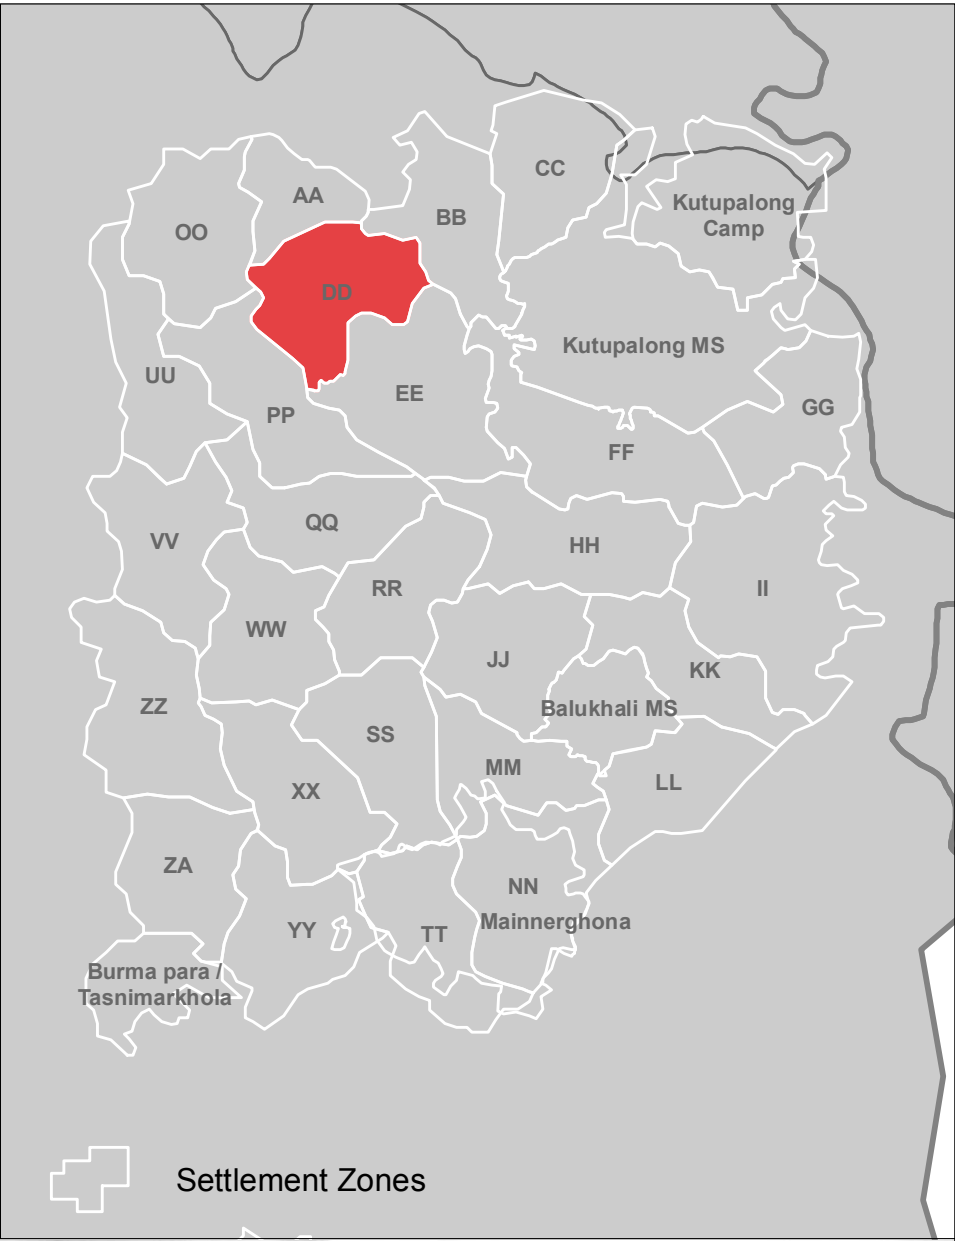 CC
AA
Kutupalong
Camp
BB
OO
DD
Kutupalong MS
UU
EE
GG
PP
FF
QQ
VV
HH
RR
II
WW
JJ
KK
ZZ
Balukhali MS
SS
MM
LL
XX
ZA
NN
Mainnerghona
YY
TT
Burma para /
Tasnimarkhola
Settlement Zones